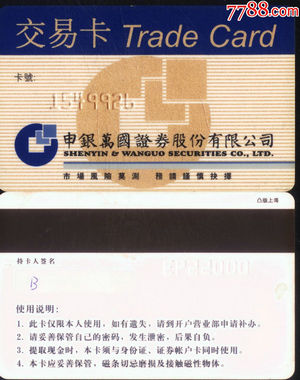 7788.com
交易卡 Trade Card
卡號:
申銀萬國證券股份有限公司
SHENYIN & WANGUO SECURITIES CO., LTD.
市場風險莫測 務請謹慎抉擇
凸版上海
持卡人签名
B
使用说明:
1. 此卡仅限本人使用,如有遗失,请到开户营业部申请补办。
2. 请妥善保管自己的密码,发生泄密,后果自负。
3. 提取现金时,本卡须与身份证、证券帐户卡同时使用。
4. 本卡应妥善保管,磁条切忌磨损及接触磁性物体。